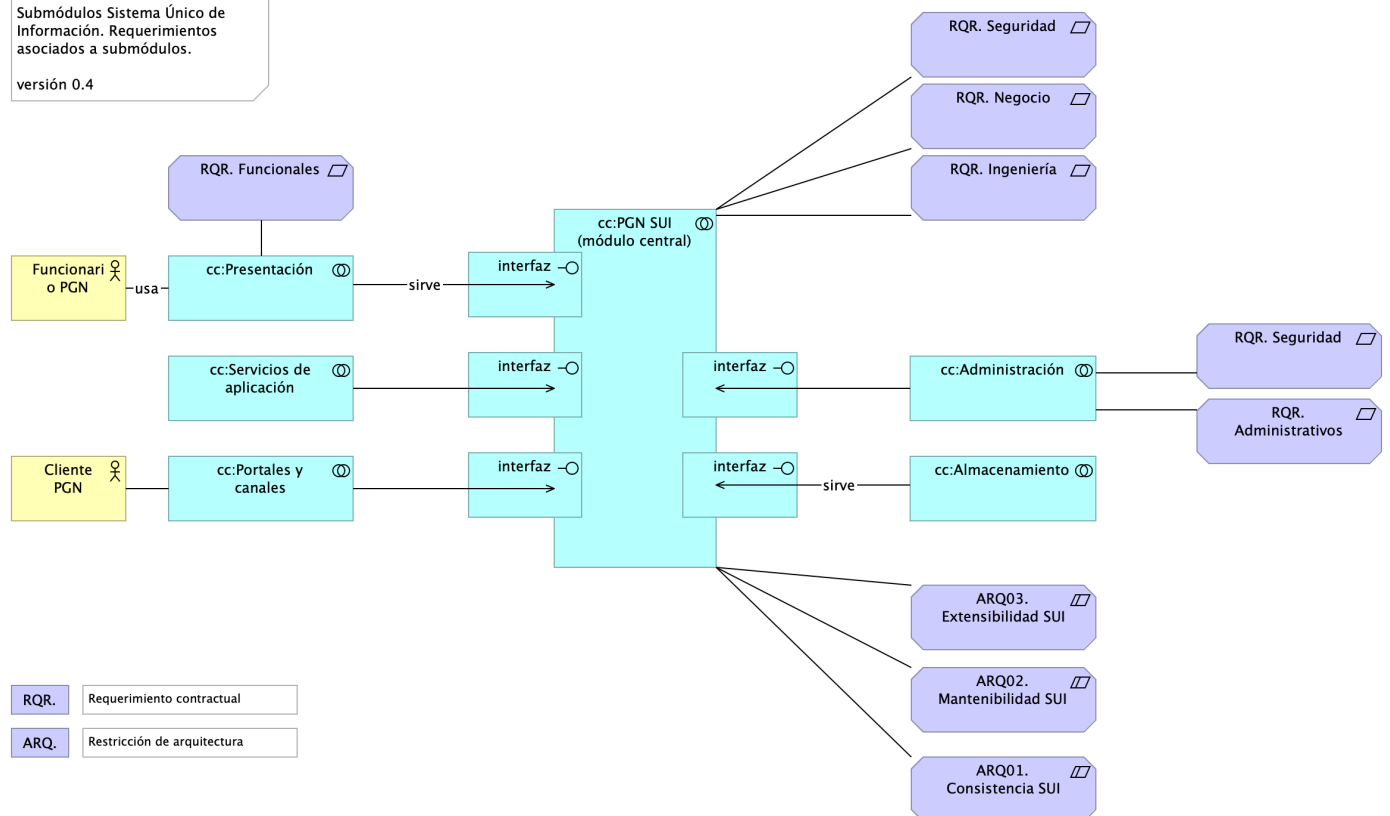 Submódulos Sistema Único de
Información. Requerimientos
asociados a submódulos.
versión 0.4
RQR. Seguridad
RQR. Negocio
RQR. Ingeniería
RQR. Funcionales
cc:PGN SUI
(módulo central)
Funcionari
o PGN
usa
cc:Presentación
sirve
interfaz
cc:Servicios de
aplicación
interfaz
interfaz
cc:Administración
RQR. Seguridad
RQR.
Administrativos
Cliente
PGN
cc:Portales y
canales
interfaz
interfaz
sirve
cc:Almacenamiento
ARQ03.
Extensibilidad SUI
ARQ02.
Mantenibilidad SUI
ARQ01.
Consistencia SUI
RQR.
Requerimiento contractual
ARQ.
Restricción de arquitectura